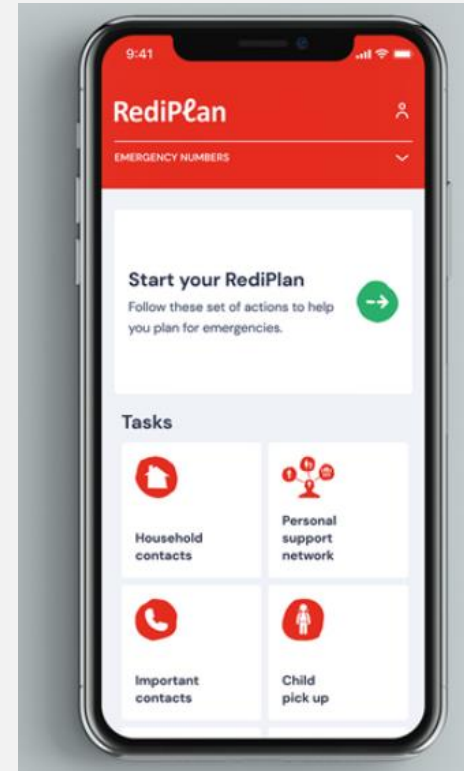 9:41
RediPlan
EMERGENCY NUMBERS
Start your RediPlan
Follow these set of actions to help
you plan for emergencies.
Tasks
Household
contacts
Personal
support
network
Important
contacts
Child
pick up